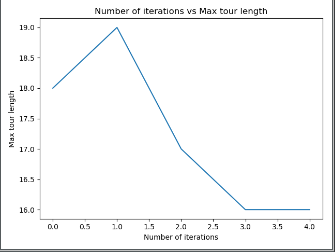 Number of iterations vs Max tour length
19.0
18.5
18.0
17.5
17.0
16.5
16.0
Max tour length
0.0 0.5 1.0 1.5 2.0 2.5 3.0 3.5 4.0
Number of iterations